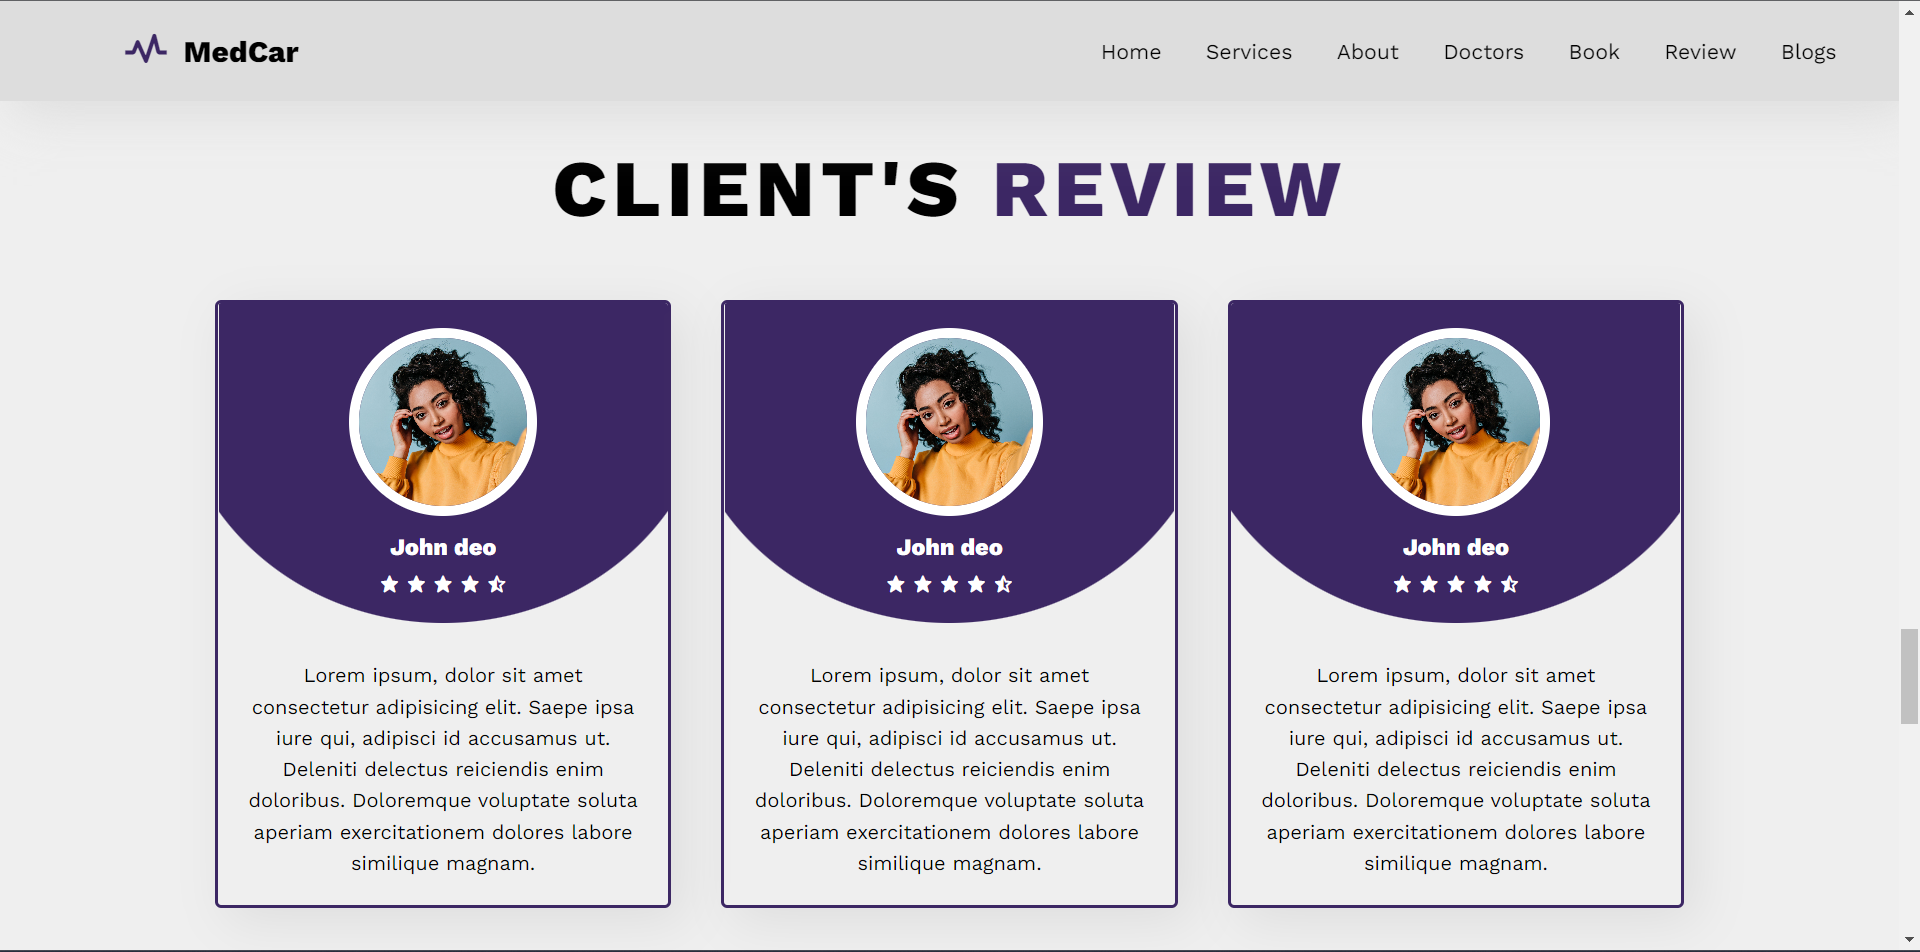 MedCar
Home Services About Doctors Book Review Blogs
CLIENT'S REVIEW
John deo
Lorem ipsum, dolor sit amet
consectetur adipisicing elit. Saepe ipsa
iure qui, adipisci id accusamus ut.
Deleniti delectus reiciendis enim
doloribus. Doloremque voluptate soluta
aperiam exercitationem dolores labore
similique magnam.
John deo
Lorem ipsum, dolor sit amet
consectetur adipisicing elit. Saepe ipsa
iure qui, adipisci id accusamus ut.
Deleniti delectus reiciendis enim
doloribus. Doloremque voluptate soluta
aperiam exercitationem dolores labore
similique magnam.
John deo
Lorem ipsum, dolor sit amet
consectetur adipisicing elit. Saepe ipsa
iure qui, adipisci id accusamus ut.
Deleniti delectus reiciendis enim
doloribus. Doloremque voluptate soluta
aperiam exercitationem dolores labore
similique magnam.